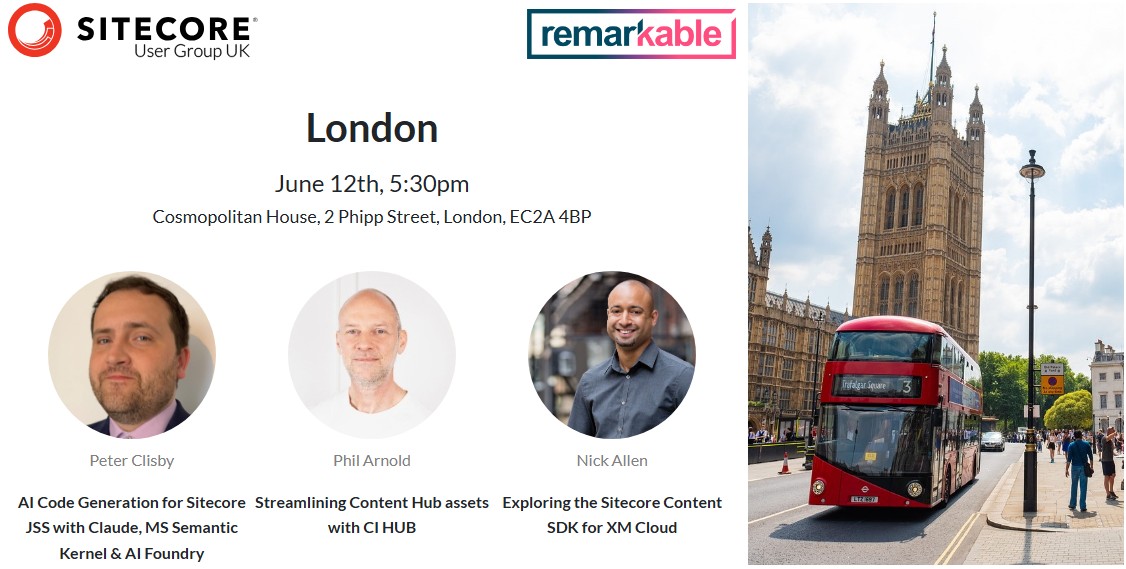 SITECORE
User Group UK
remarkable
London
June 12th, 5:30pm
Cosmopolitan House, 2 Phipp Street, London, EC2A 4BP
Peter Clisby
Phil Arnold
Nick Allen
AI Code Generation for Sitecore
JSS with Claude, MS Semantic
Kernel & AI Foundry
Streamlining Content Hub assets
with CI HUB
Exploring the Sitecore Content
SDK for XM Cloud
Trafalgar Square
3